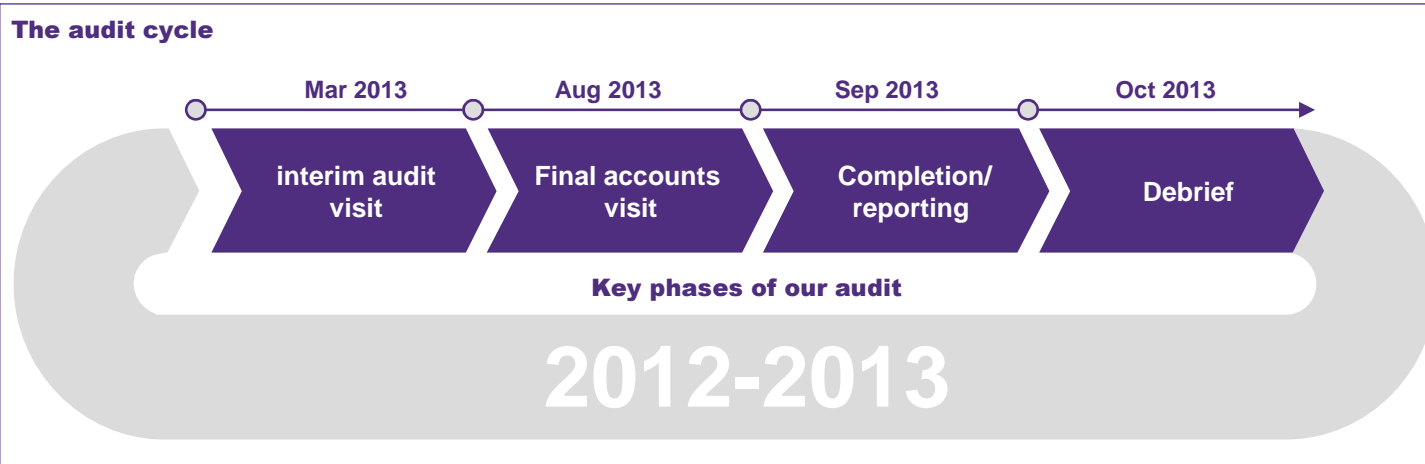 The audit cycle
Mar 2013
Aug 2013
Sep 2013
Oct 2013
interim audit
visit
Final accounts
visit
Completion/
reporting
Debrief
Key phases of our audit
2012-2013